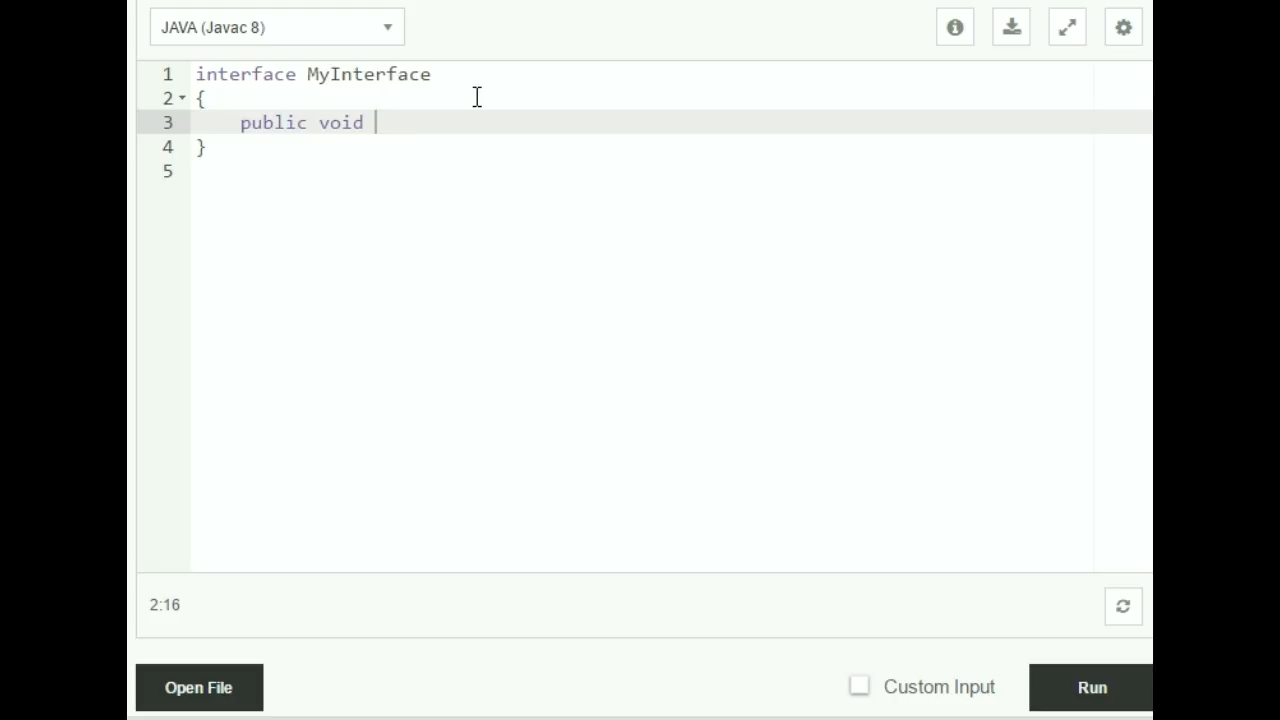 JAVA (Javac 8)
1 interface MyInterface
2 {
3     public void
4 }
5
2:16
Open File
Custom Input
Run